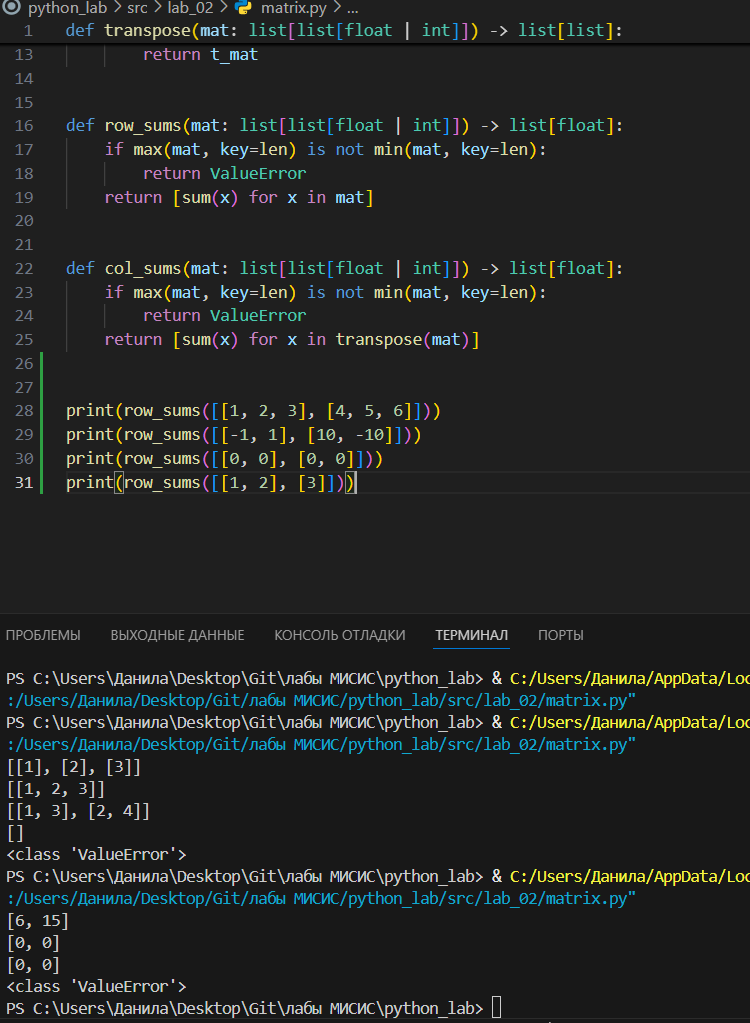 python_lab > src > lab_02 > matrix.py > ...
1 def transpose(mat: list[list[float | int]]) -> list[list]:
13 return t_mat
14
15
16 def row_sums(mat: list[list[float | int]]) -> list[float]:
17 if max(mat, key=len) is not min(mat, key=len):
18 return ValueError
19 return [sum(x) for x in mat]
20
21
22 def col_sums(mat: list[list[float | int]]) -> list[float]:
23 if max(mat, key=len) is not min(mat, key=len):
24 return ValueError
25 return [sum(x) for x in transpose(mat)]
26
27
28 print(row_sums([[1, 2, 3], [4, 5, 6]]))
29 print(row_sums([[-1, 1], [10, -10]]))
30 print(row_sums([[0, 0], [0, 0]]))
31 print(row_sums([[1, 2], [3]]))
ПРОБЛЕМЫ ВЫХОДНЫЕ ДАННЫЕ КОНСОЛЬ ОТЛАДКИ ТЕРМИНАЛ ПОРТЫ
PS C:\Users\Данила\Desktop\Git\лабы МИСИС\python_lab> & C:/Users/Данила/AppData/Loc
:/Users/Данила/Desktop/Git/лабы МИСИС/python_lab/src/lab_02/matrix.py"
PS C:\Users\Данила\Desktop\Git\лабы МИСИС\python_lab> & C:/Users/Данила/AppData/Loc
:/Users/Данила/Desktop/Git/лабы МИСИС/python_lab/src/lab_02/matrix.py"
[[1], [2], [3]]
[[1, 2, 3]]
[[1, 3], [2, 4]]
[]
<class 'ValueError'>
PS C:\Users\Данила\Desktop\Git\лабы МИСИС\python_lab> & C:/Users/Данила/AppData/Loc
:/Users/Данила/Desktop/Git/лабы МИСИС/python_lab/src/lab_02/matrix.py"
[6, 15]
[0, 0]
[0, 0]
<class 'ValueError'>
PS C:\Users\Данила\Desktop\Git\лабы МИСИС\python_lab>